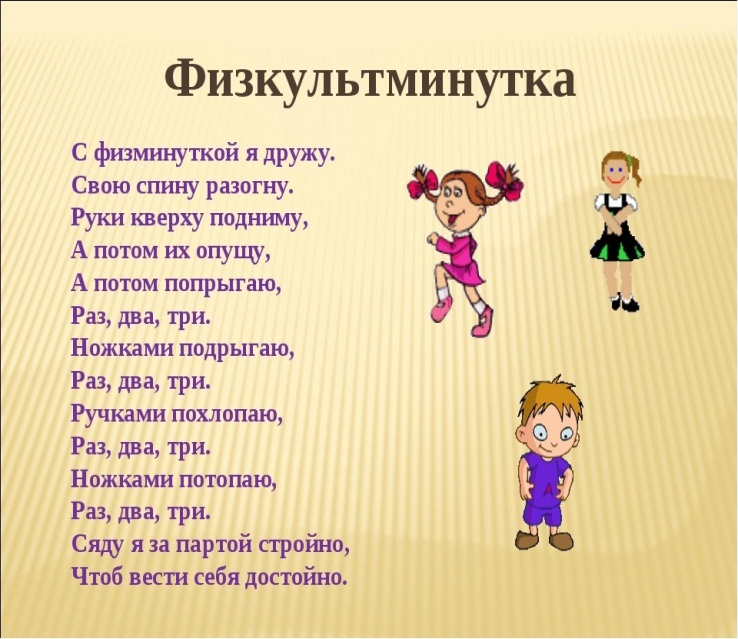 Физкультминутка
С физминуткой я дружу.
Свою спину разогну.
Руки кверху подниму,
А потом их опущу,
А потом попрыгаю,
Раз, два, три.
Ножками подрыгаю,
Раз, два, три.
Ручками похлопаю,
Раз, два, три.
Ножками потопаю,
Раз, два, три.
Сяду я за партой стройно,
Чтоб вести себя достойно.
A